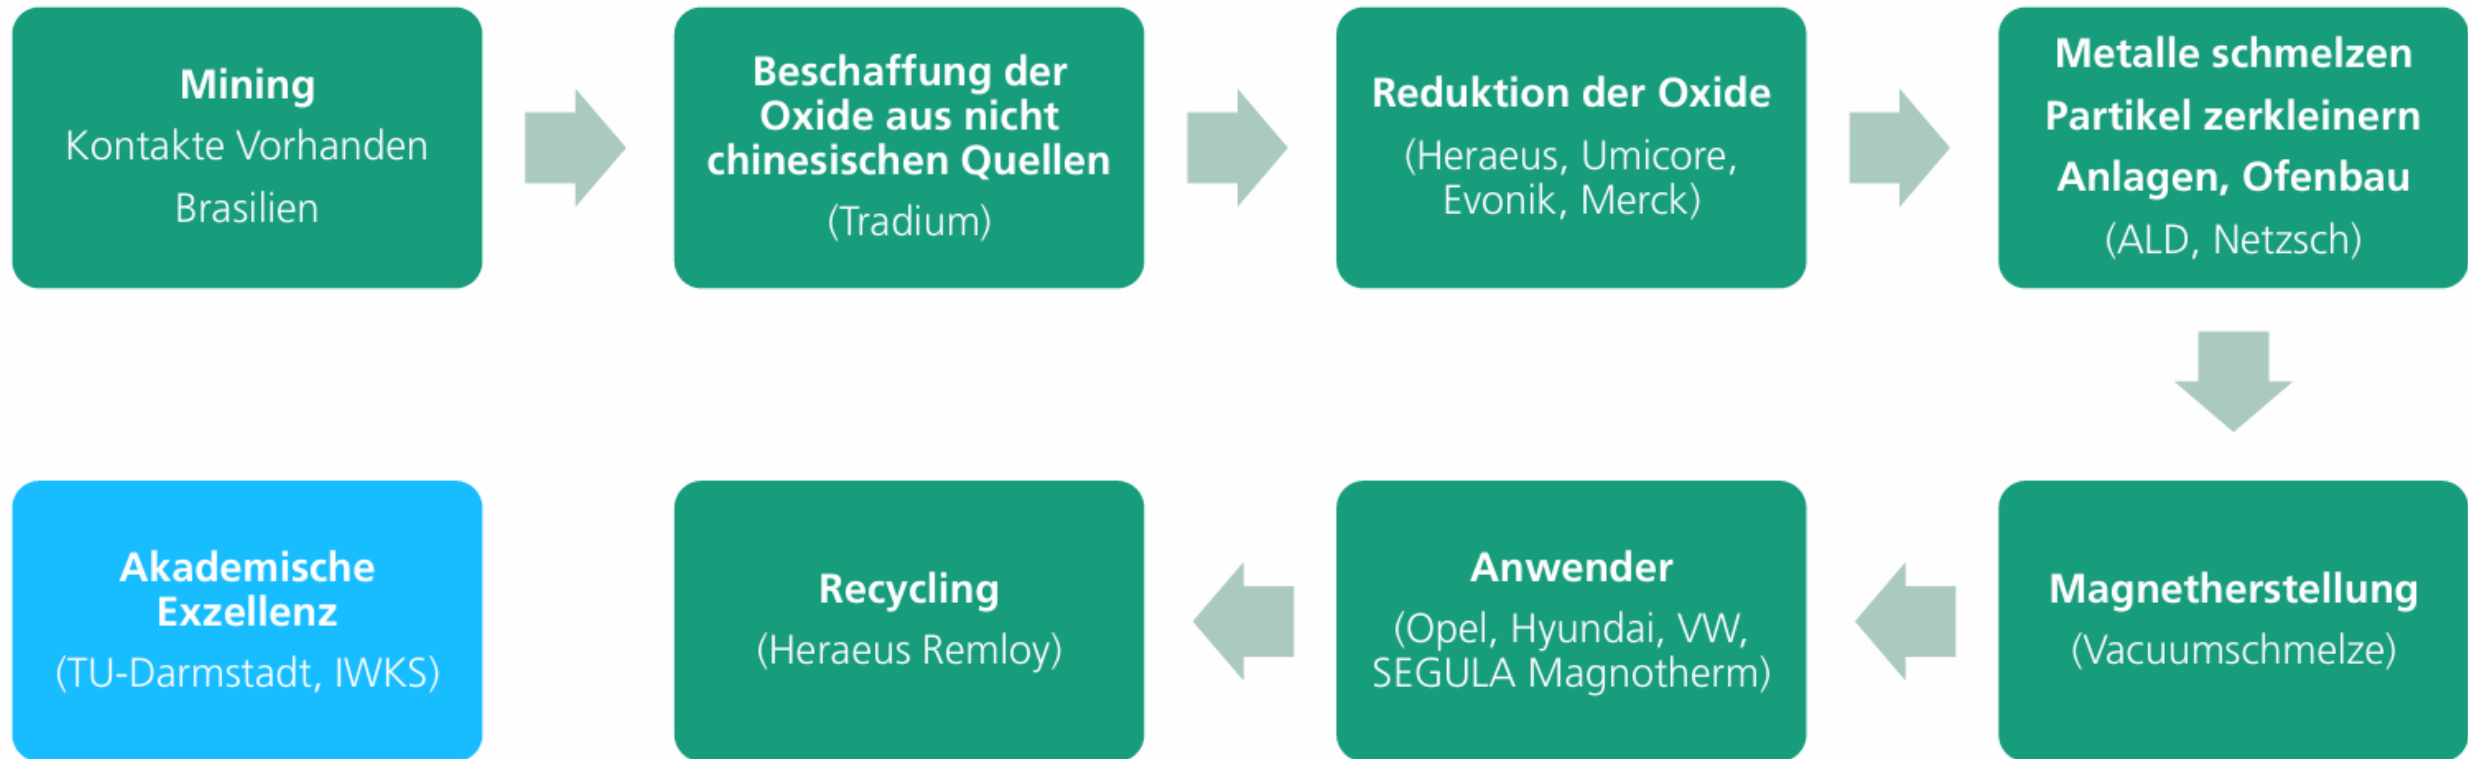 Mining
Kontakte Vorhanden
Brasilien
Beschaffung der
Oxide aus nicht
chinesischen Quellen
(Tradium)
Reduktion der Oxide
(Heraeus, Umicore,
Evonik, Merck)
Metalle schmelzen
Partikel zerkleinern
Anlagen, Ofenbau
(ALD, Netzsch)
Akademische
Exzellenz
(TU-Darmstadt, IWKS)
Recycling
(Heraeus Remloy)
Anwender
(Opel, Hyundai, VW,
SEGULA Magnotherm)
Magnetherstellung
(Vacuumschmelze)